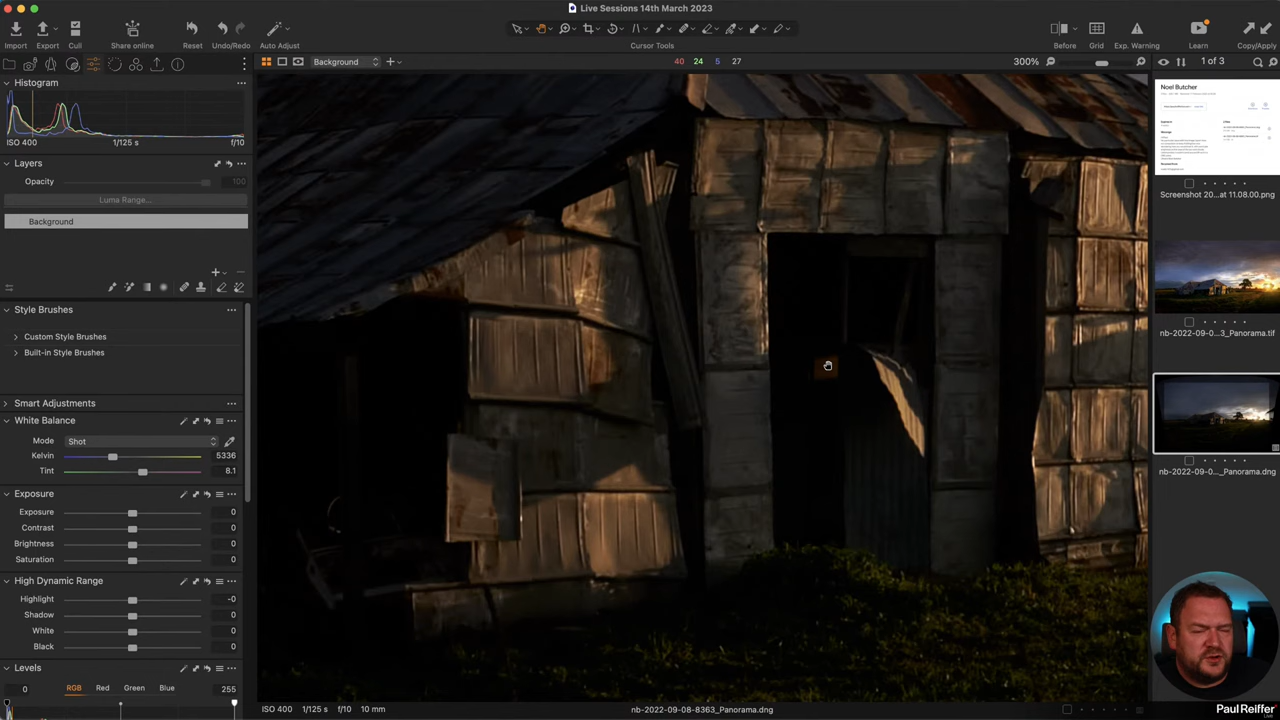 Live Sessions 14th March 2023
Import
Export
Cull
Share online
Reset
Undo/Redo
Auto Adjust
Cursor Tools
Before
Grid
Exp. Warning
Learn
Copy/Apply
Background
40 24 5 27
300%
1 of 3
Histogram
ISO 400
1/125 s
f/10
Layers
Opacity 100
Luma Range...
Background
Style Brushes
Custom Style Brushes
Built-in Style Brushes
Smart Adjustments
White Balance
Mode Shot
Kelvin 5336
Tint 8.1
Exposure
Exposure 0
Contrast 0
Brightness 0
Saturation 0
High Dynamic Range
Highlight -0
Shadow 0
White 0
Black 0
Levels
0 RGB Red Green Blue 255
Noel Butcher
Screenshot 20...at 11.08.00.png
nb-2022-09-0...3_Panorama.tif
nb-2022-09-0..._Panorama.dng
ISO 400 1/125 s f/10 10 mm
nb-2022-09-08-8363_Panorama.dng
Paul Reiffer
Live